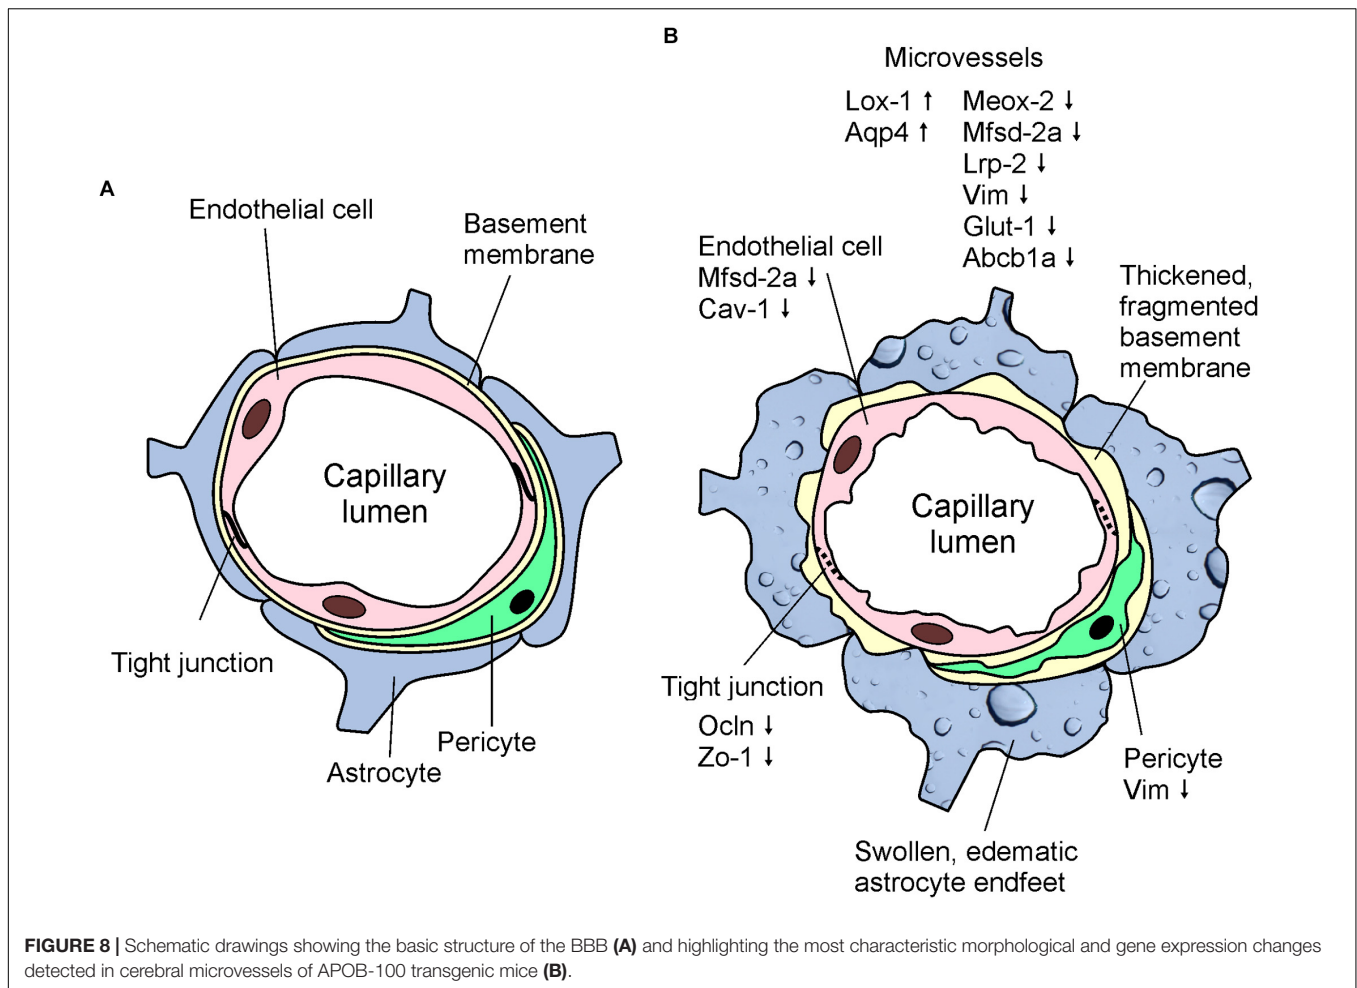 A
Endothelial cell
Basement
membrane
Capillary
lumen
Tight junction
Pericyte
Astrocyte
B
Microvessels
Lox-1 ↑ Meox-2 ↓
Aqp4 ↑ Mfsd-2a ↓
Lrp-2 ↓
Vim ↓
Glut-1 ↓
Abcb1a ↓
Endothelial cell
Mfsd-2a ↓
Cav-1 ↓
Thickened,
fragmented
basement
membrane
Capillary
lumen
Tight junction
Ocln ↓
Zo-1 ↓
Pericyte
Vim ↓
Swollen, edematic
astrocyte endfeet
FIGURE 8 | Schematic drawings showing the basic structure of the BBB (A) and highlighting the most characteristic morphological and gene expression changes
detected in cerebral microvessels of APOB-100 transgenic mice (B).